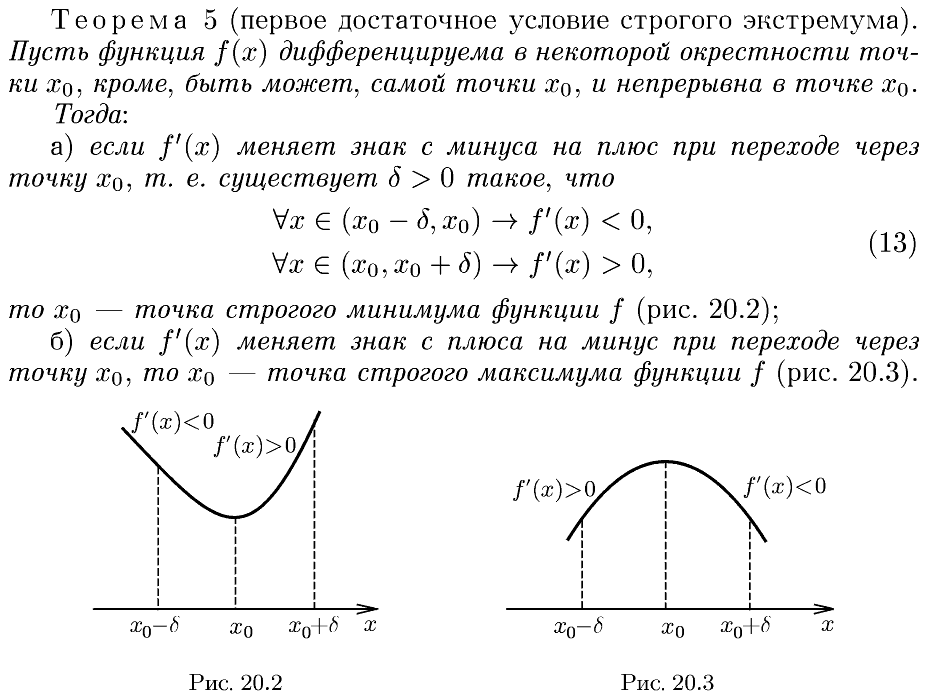 Теорема 5 (первое достаточное условие строгого экстремума).
Пусть функция f(x) дифференцируема в некоторой окрестности точ-
ки x₀, кроме, быть может, самой точки x₀, и непрерывна в точке x₀.
Тогда:
а) если f′(x) меняет знак с минуса на плюс при переходе через
точку x₀, т. е. существует δ > 0 такое, что
∀x ∈ (x₀ − δ, x₀) → f′(x) < 0,
∀x ∈ (x₀, x₀ + δ) → f′(x) > 0,
(13)
то x₀ — точка строгого минимума функции f (рис. 20.2);
б) если f′(x) меняет знак с плюса на минус при переходе через
точку x₀, то x₀ — точка строгого максимума функции f (рис. 20.3).
f′(x)<0
f′(x)>0
x₀−δ x₀ x₀+δ x
Рис. 20.2
f′(x)>0
f′(x)<0
x₀−δ x₀ x₀+δ x
Рис. 20.3